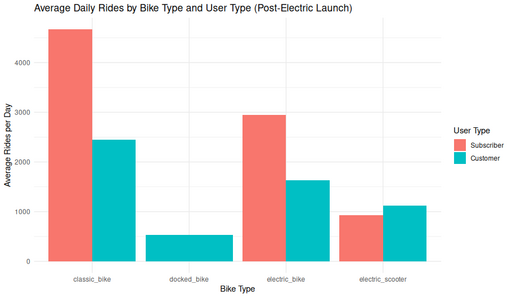 Average Daily Rides by Bike Type and User Type (Post-Electric Launch)
Average Rides per Day
4000
3000
2000
1000
0
classic_bike
docked_bike
electric_bike
electric_scooter
Bike Type
User Type
Subscriber
Customer